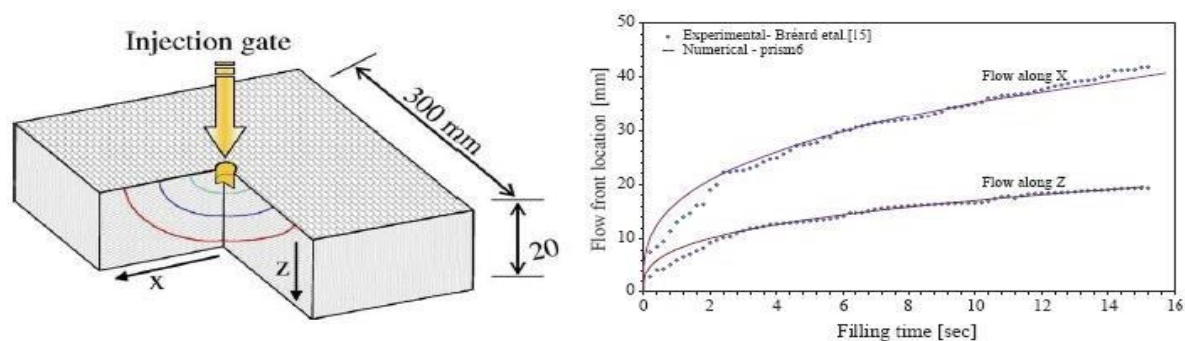 Injection gate
300 mm
20
x
z
50
40
30
20
10
0
Flow front location [mm]
Experimental- Bréard etal.[15]
Numerical - prism6
Flow along X
Flow along Z
0 2 4 6 8 10 12 14 16
Filling time [sec]